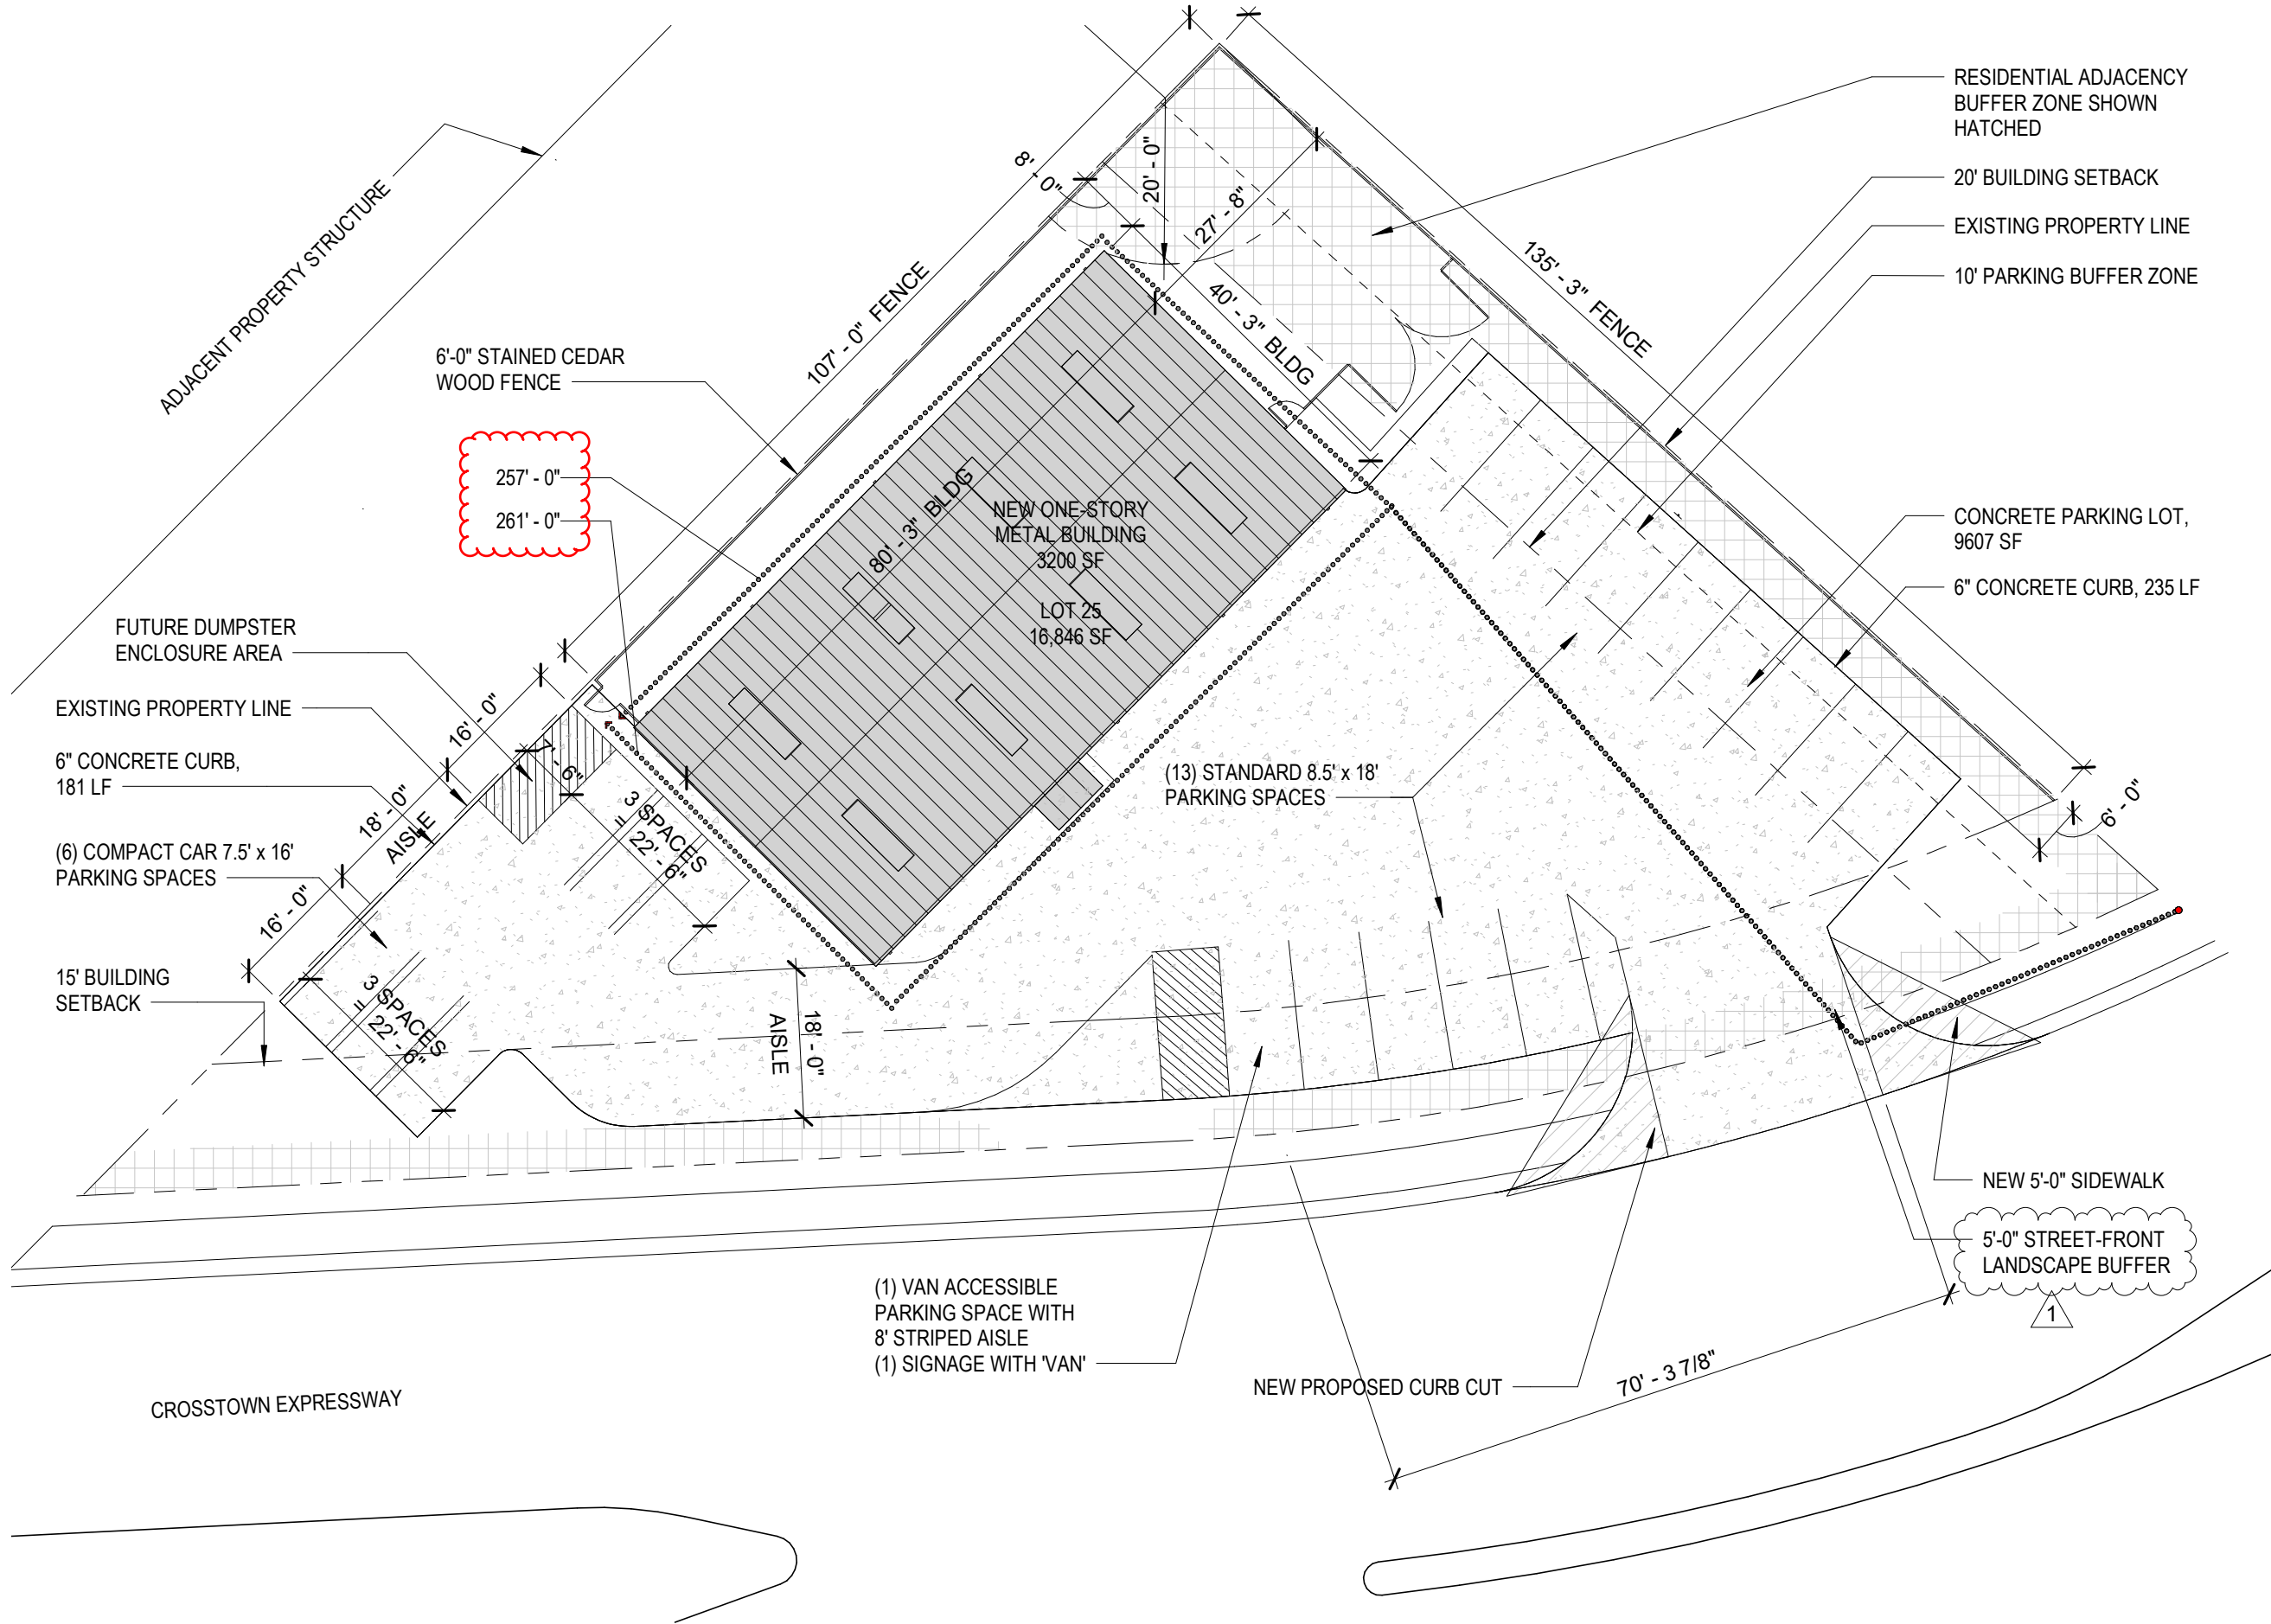 RESIDENTIAL ADJACENCY
BUFFER ZONE SHOWN
HATCHED
20' BUILDING SETBACK
EXISTING PROPERTY LINE
10' PARKING BUFFER ZONE
ADJACENT PROPERTY STRUCTURE
8' - 0"
20' - 0"
27' - 8"
135' - 3" FENCE
107' - 0" FENCE
40' - 3" BLDG
6'-0" STAINED CEDAR
WOOD FENCE
257' - 0"
261' - 0"
80' - 3" BLDG
NEW ONE-STORY
METAL BUILDING
3200 SF
LOT 25
16,846 SF
CONCRETE PARKING LOT,
9607 SF
6" CONCRETE CURB, 235 LF
FUTURE DUMPSTER
ENCLOSURE AREA
EXISTING PROPERTY LINE
6" CONCRETE CURB,
181 LF
(6) COMPACT CAR 7.5' x 16'
PARKING SPACES
15' BUILDING
SETBACK
16' - 0"
18' - 0"
AISLE
16' - 0"
7' - 6"
3 SPACES
= 22' - 6"
3 SPACES
= 22' - 6"
(13) STANDARD 8.5' x 18'
PARKING SPACES
6' - 0"
18' - 0"
AISLE
NEW 5'-0" SIDEWALK
5'-0" STREET-FRONT
LANDSCAPE BUFFER
1
(1) VAN ACCESSIBLE
PARKING SPACE WITH
8' STRIPED AISLE
(1) SIGNAGE WITH 'VAN'
NEW PROPOSED CURB CUT
70' - 3 7/8"
CROSSTOWN EXPRESSWAY